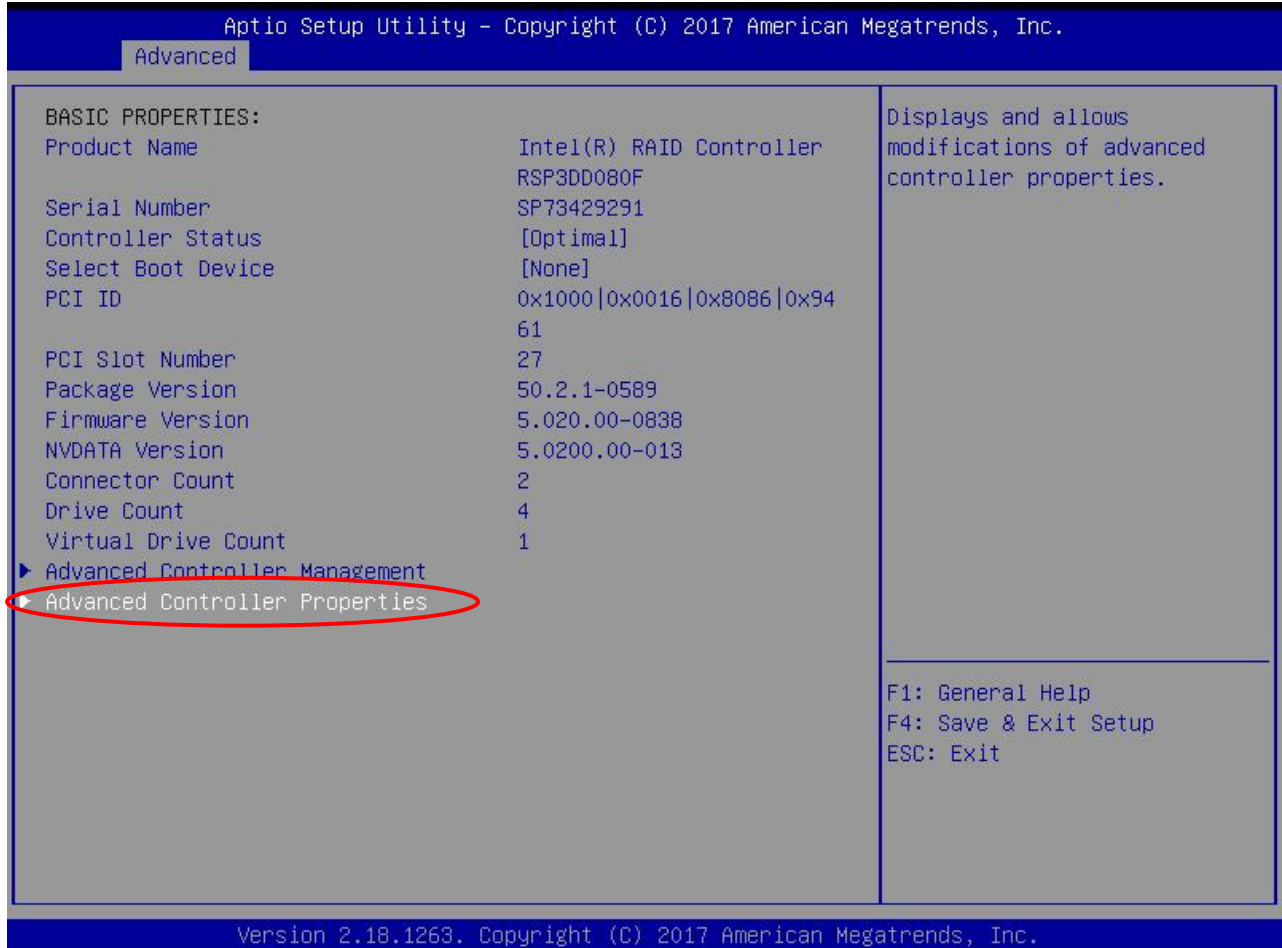 Aptio Setup Utility – Copyright (C) 2017 American Megatrends, Inc.
Advanced
BASIC PROPERTIES:
Product Name Intel(R) RAID Controller
RSP3DD080F
Serial Number SP73429291
Controller Status [Optimal]
Select Boot Device [None]
PCI ID 0x1000|0x0016|0x8086|0x94
61
PCI Slot Number 27
Package Version 50.2.1-0589
Firmware Version 5.020.00-0838
NVDATA Version 5.0200.00-013
Connector Count 2
Drive Count 4
Virtual Drive Count 1
Advanced Controller Management
Advanced Controller Properties
Displays and allows
modifications of advanced
controller properties.
F1: General Help
F4: Save & Exit Setup
ESC: Exit
Version 2.18.1263. Copyright (C) 2017 American Megatrends, Inc.